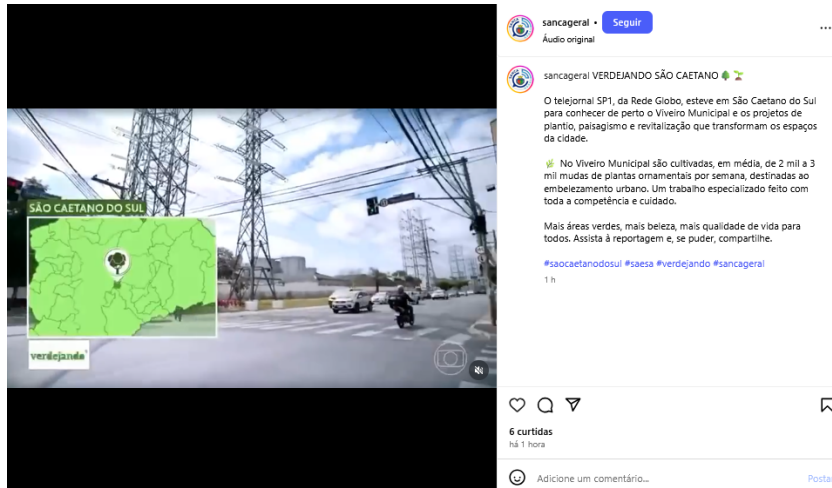 SÃO CAETANO DO SUL
verdejando
sancageral • Seguir
Áudio original
sancageral VERDEJANDO SÃO CAETANO
O telejornal SP1, da Rede Globo, esteve em São Caetano do Sul
para conhecer de perto o Viveiro Municipal e os projetos de
plantio, paisagismo e revitalização que transformam os espaços
da cidade.
No Viveiro Municipal são cultivadas, em média, de 2 mil a 3
mil mudas de plantas ornamentais por semana, destinadas ao
embelezamento urbano. Um trabalho especializado feito com
toda a competência e cuidado.
Mais áreas verdes, mais beleza, mais qualidade de vida para
todos. Assista à reportagem e, se puder, compartilhe.
#saocaetanodosul #saesa #verdejando #sancageral
1 h
6 curtidas
há 1 hora
Adicione um comentário...
Postar